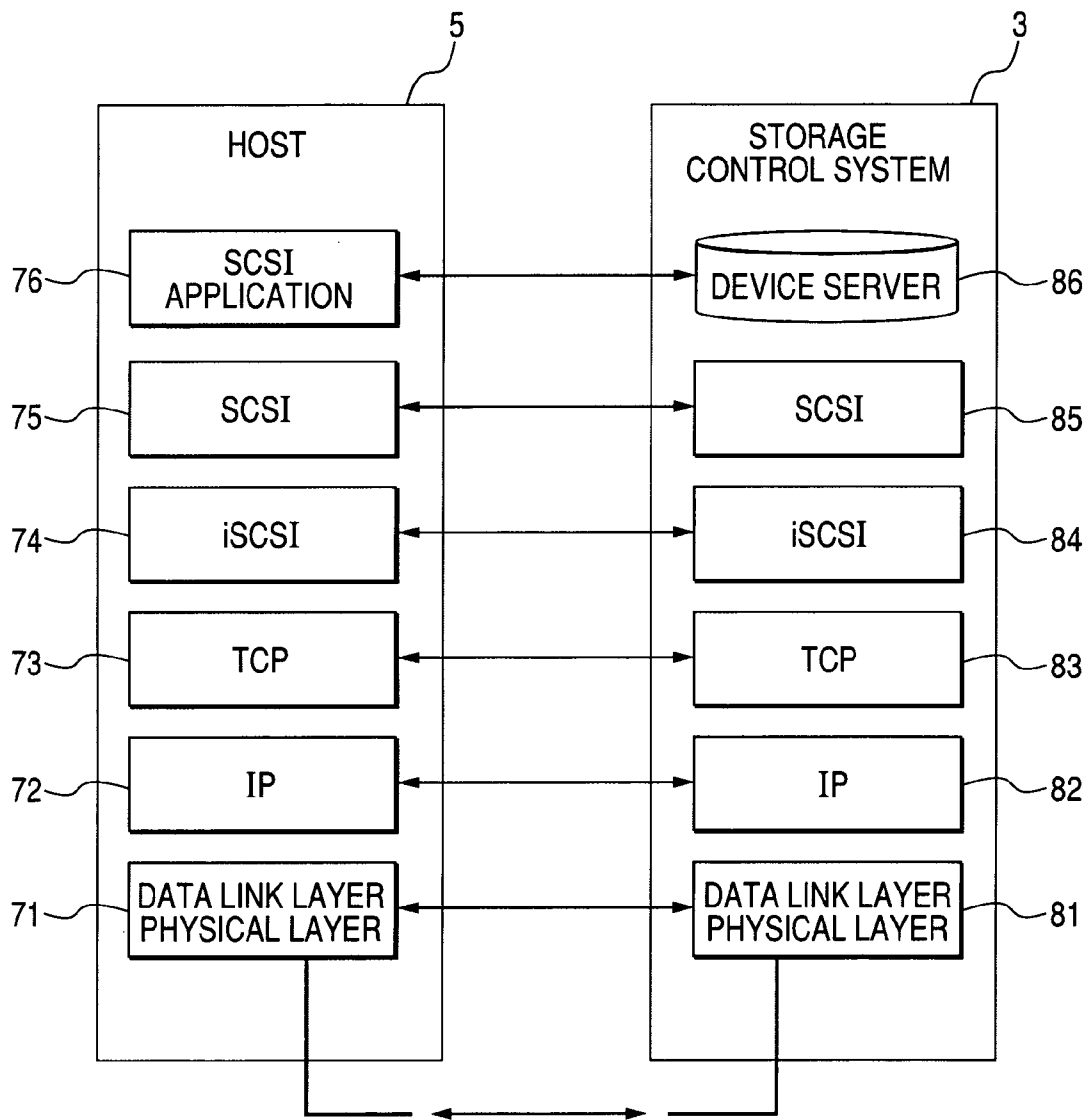 5
3
HOST
STORAGE
CONTROL SYSTEM
76
SCSI
APPLICATION
DEVICE SERVER
86
75
SCSI
SCSI
85
74
iSCSI
iSCSI
84
73
TCP
TCP
83
72
IP
IP
82
71
DATA LINK LAYER
PHYSICAL LAYER
DATA LINK LAYER
PHYSICAL LAYER
81